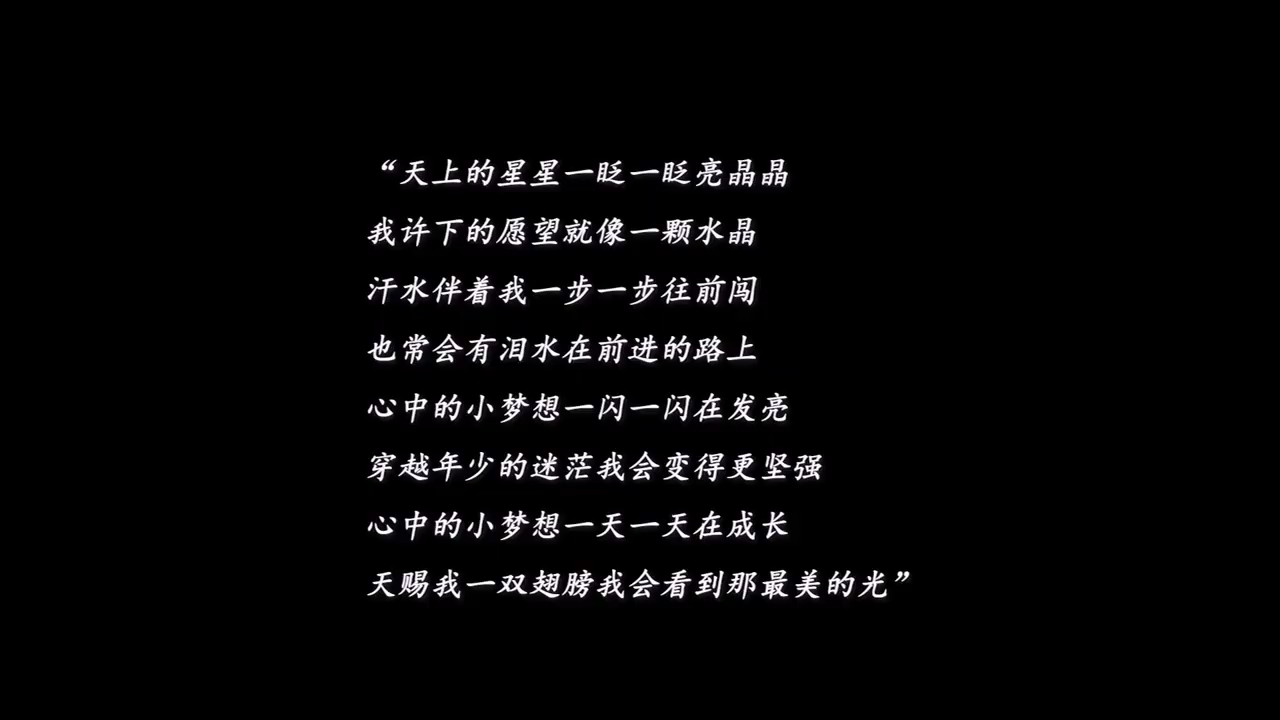 “天上的星星一眨一眨亮晶晶
我许下的愿望就像一颗水晶
汗水伴着我一步一步往前闯
也常会有泪水在前进的路上
心中的小梦想一闪一闪在发亮
穿越年少的迷茫我会变得更坚强
心中的小梦想一天一天在成长
天赐我一双翅膀我会看到那最美的光”